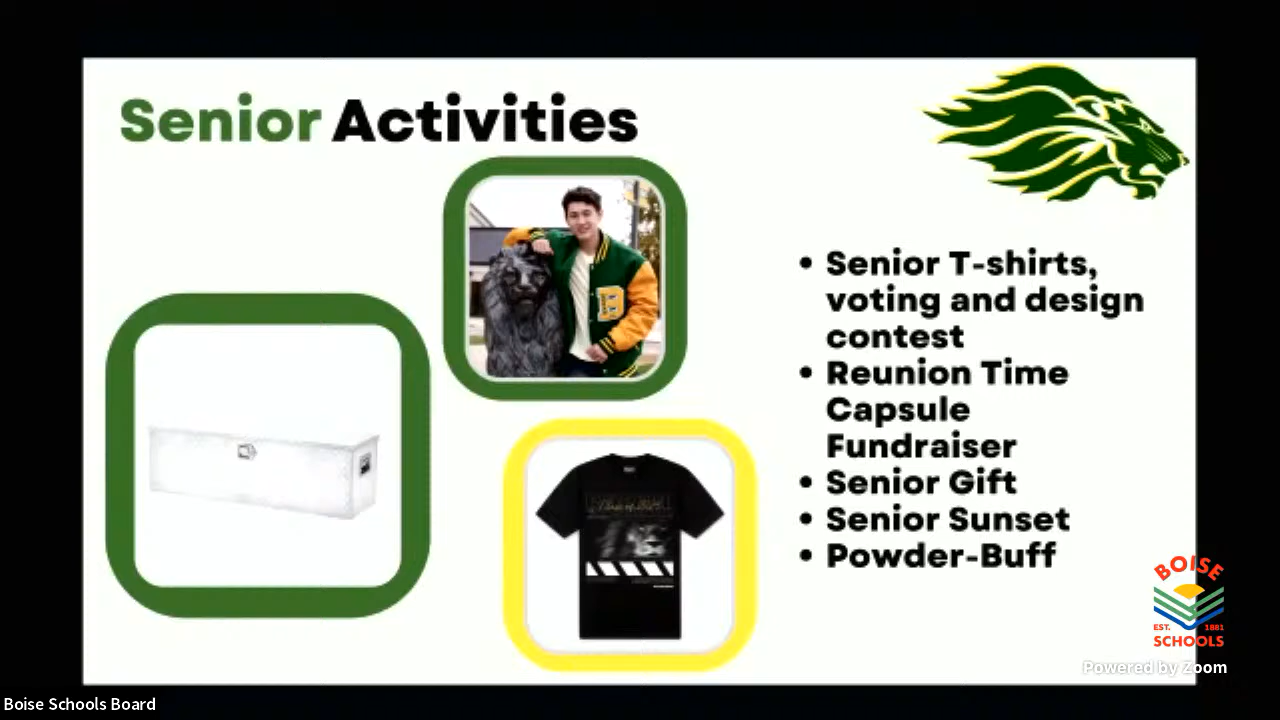 Senior Activities
• Senior T-shirts,
voting and design
contest
• Reunion Time
Capsule
Fundraiser
• Senior Gift
• Senior Sunset
• Powder-Buff
B
BOISE
EST. 1881
SCHOOLS
Powered by Zoom
Boise Schools Board